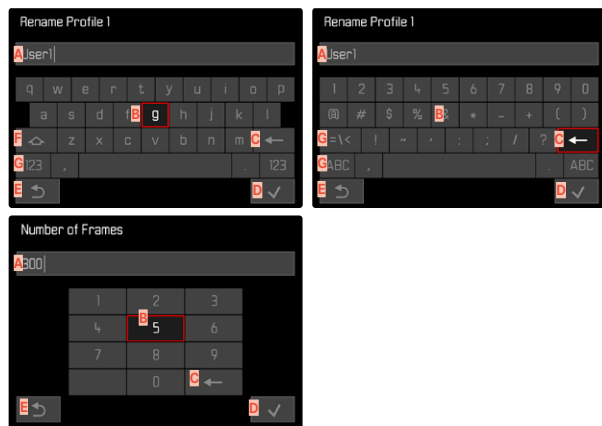 Rename Profile 1
A User1
q w e r t y u i o p
a s d f B g h j k l
F z x c v b n m C ←
G 123 , . 123
E D
Rename Profile 1
A User1
1 2 3 4 5 6 7 8 9 0
@ # $ % B & * - + ( )
G =\< ! " ' : ; / ? C ←
G ABC , . ABC
E D
Number of Frames
A 300
1 2 3
B
4 5 6
7 8 9
0 C ←
E D